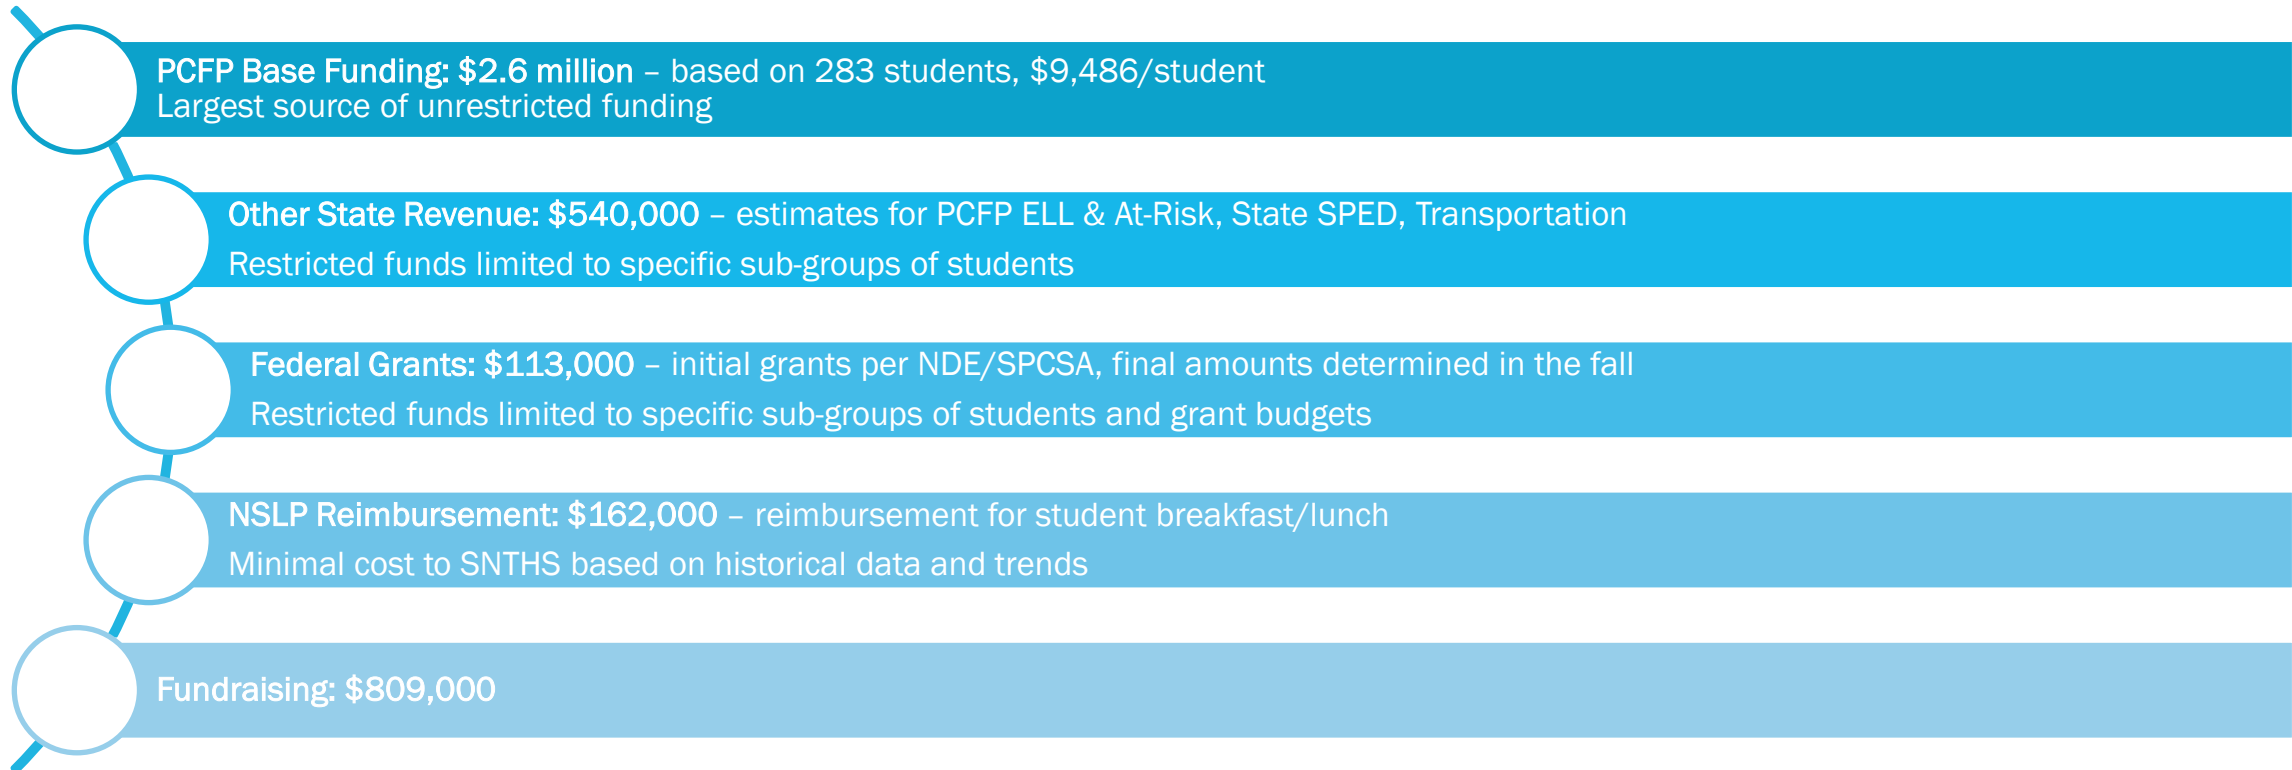 PCFP Base Funding: $2.6 million – based on 283 students, $9,486/student
Largest source of unrestricted funding
Other State Revenue: $540,000 – estimates for PCFP ELL & At-Risk, State SPED, Transportation
Restricted funds limited to specific sub-groups of students
Federal Grants: $113,000 – initial grants per NDE/SPCSA, final amounts determined in the fall
Restricted funds limited to specific sub-groups of students and grant budgets
NSLP Reimbursement: $162,000 – reimbursement for student breakfast/lunch
Minimal cost to SNTHS based on historical data and trends
Fundraising: $809,000